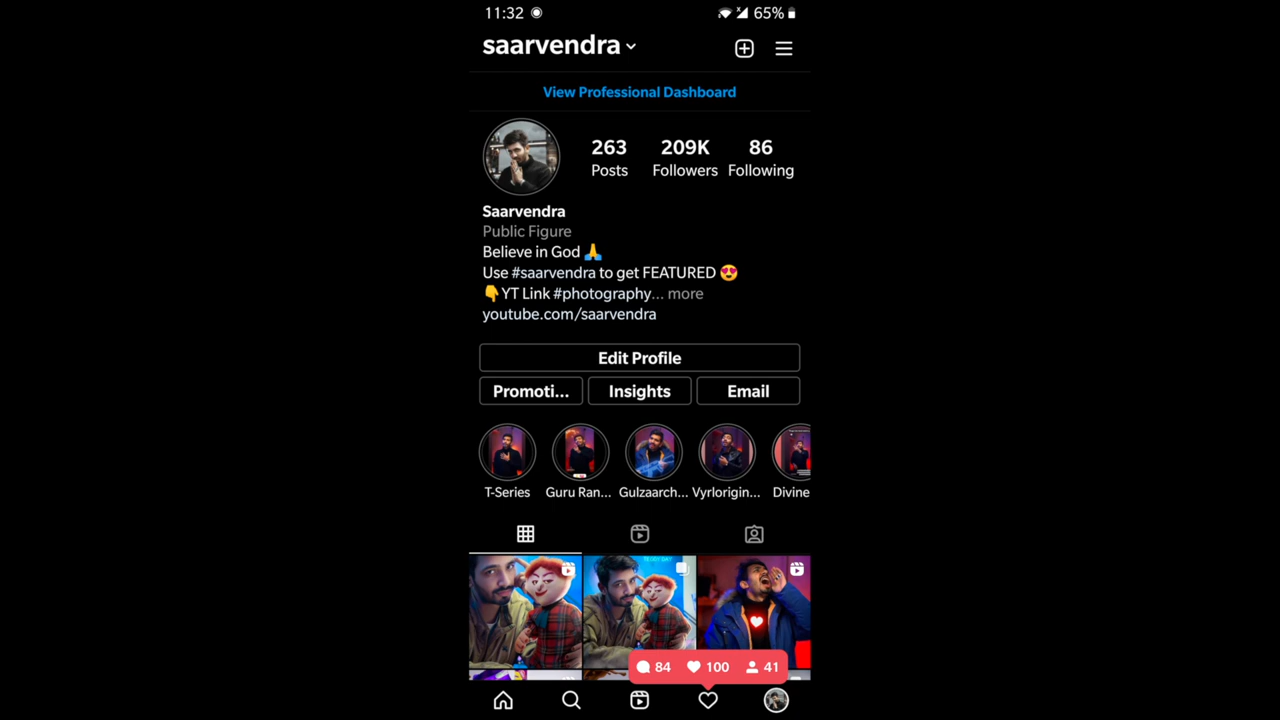 11:32 65%
saarvendra
View Professional Dashboard
263 209K 86
Posts Followers Following
Saarvendra
Public Figure
Believe in God 🙏
Use #saarvendra to get FEATURED 😍
👇YT Link #photography... more
youtube.com/saarvendra
Edit Profile
Promoti... Insights Email
T-Series Guru Ran... Gulzaarch... Vyrlorigin... Divine
TEDDY DAY
84 100 41